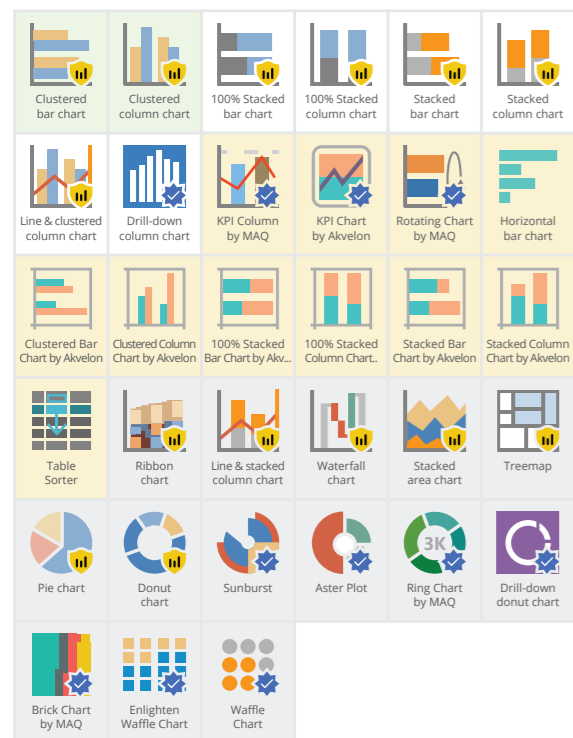 Clustered
bar chart
Clustered
column chart
100% Stacked
bar chart
100% Stacked
column chart
Stacked
bar chart
Stacked
column chart
Line & clustered
column chart
Drill-down
column chart
KPI Column
by MAQ
KPI Chart
by Akvelon
Rotating Chart
by MAQ
Horizontal
bar chart
Clustered Bar
Chart by Akvelon
Clustered Column
Chart by Akvelon
100% Stacked
Bar Chart by Akv...
100% Stacked
Column Chart..
Stacked Bar
Chart by Akvelon
Stacked Column
Chart by Akvelon
Table
Sorter
Ribbon
chart
Line & stacked
column chart
Waterfall
chart
Stacked
area chart
Treemap
Pie chart
Donut
chart
Sunburst
Aster Plot
3K
Ring Chart
by MAQ
Drill-down
donut chart
Brick Chart
by MAQ
Enlighten
Waffle Chart
Waffle
Chart